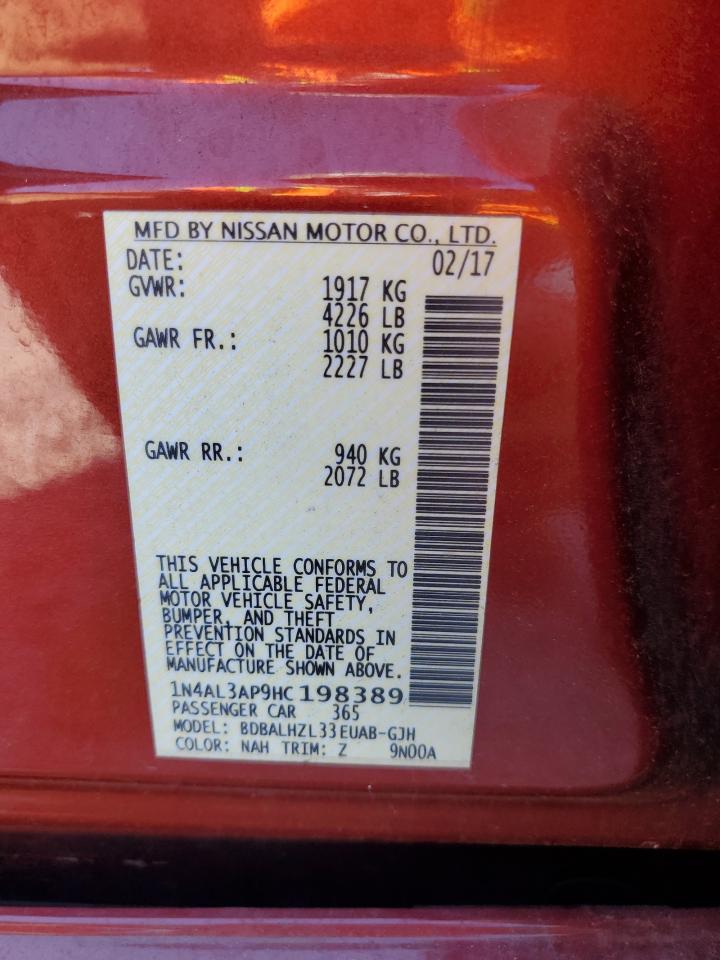 MFD BY NISSAN MOTOR CO., LTD.
DATE: 02/17
GVWR: 1917 KG
4226 LB
GAWR FR.: 1010 KG
2227 LB
GAWR RR.: 940 KG
2072 LB
THIS VEHICLE CONFORMS TO
ALL APPLICABLE FEDERAL
MOTOR VEHICLE SAFETY,
BUMPER, AND THEFT
PREVENTION STANDARDS IN
EFFECT ON THE DATE OF
MANUFACTURE SHOWN ABOVE.
1N4AL3AP9HC198389
PASSENGER CAR 365
MODEL: BDBALHZL33EUAB-GJH
COLOR: NAH TRIM: Z 9N00A